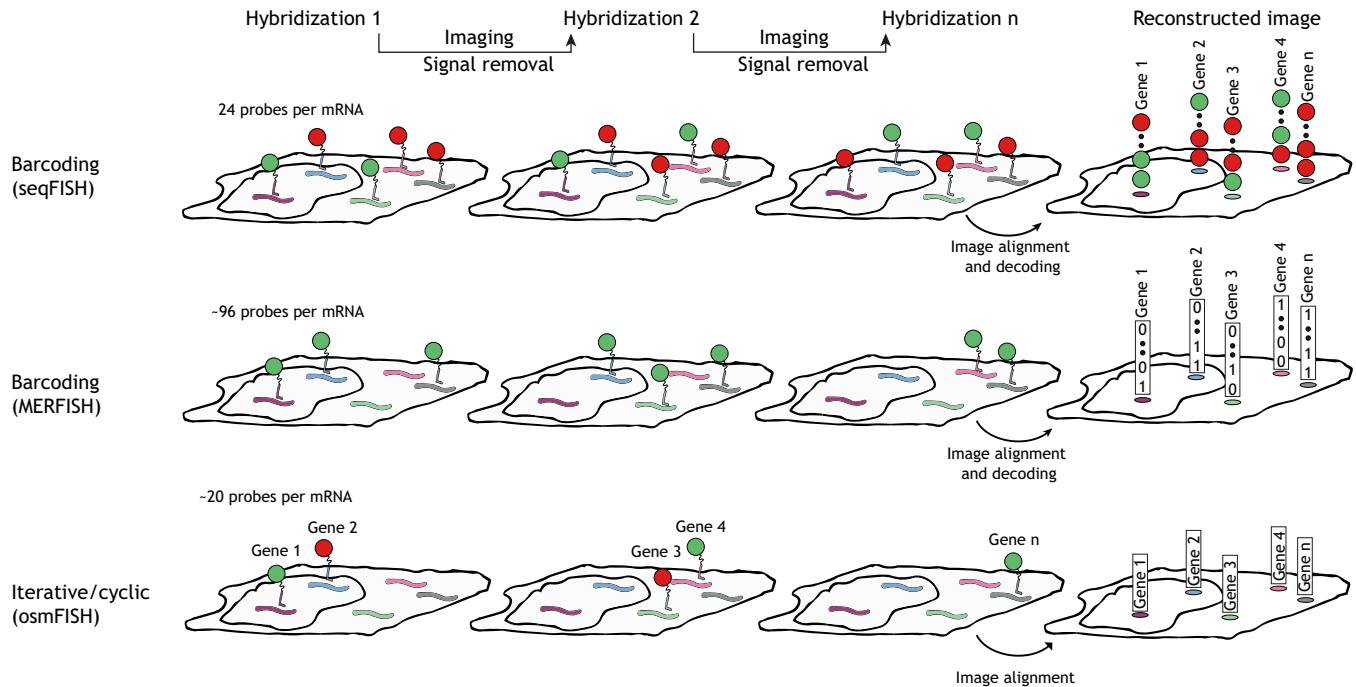 Hybridization 1
Hybridization 2
Hybridization n
Reconstructed image
Imaging
Signal removal
Imaging
Signal removal
24 probes per mRNA
Barcoding
(seqFISH)
Gene 1
Gene 2
Gene 3
Gene 4
Gene n
Image alignment
and decoding
~96 probes per mRNA
Barcoding
(MERFISH)
Gene 1
Gene 2
Gene 3
Gene 4
Gene n
0 • • • 0 1
0 • • • 1 1
0 • • • 1 0
1 • • • 0 0
1 • • • 1 1
Image alignment
and decoding
~20 probes per mRNA
Iterative/cyclic
(osmFISH)
Gene 1
Gene 2
Gene 3
Gene 4
Gene n
Gene 1
Gene 2
Gene 3
Gene 4
Gene n
Image alignment